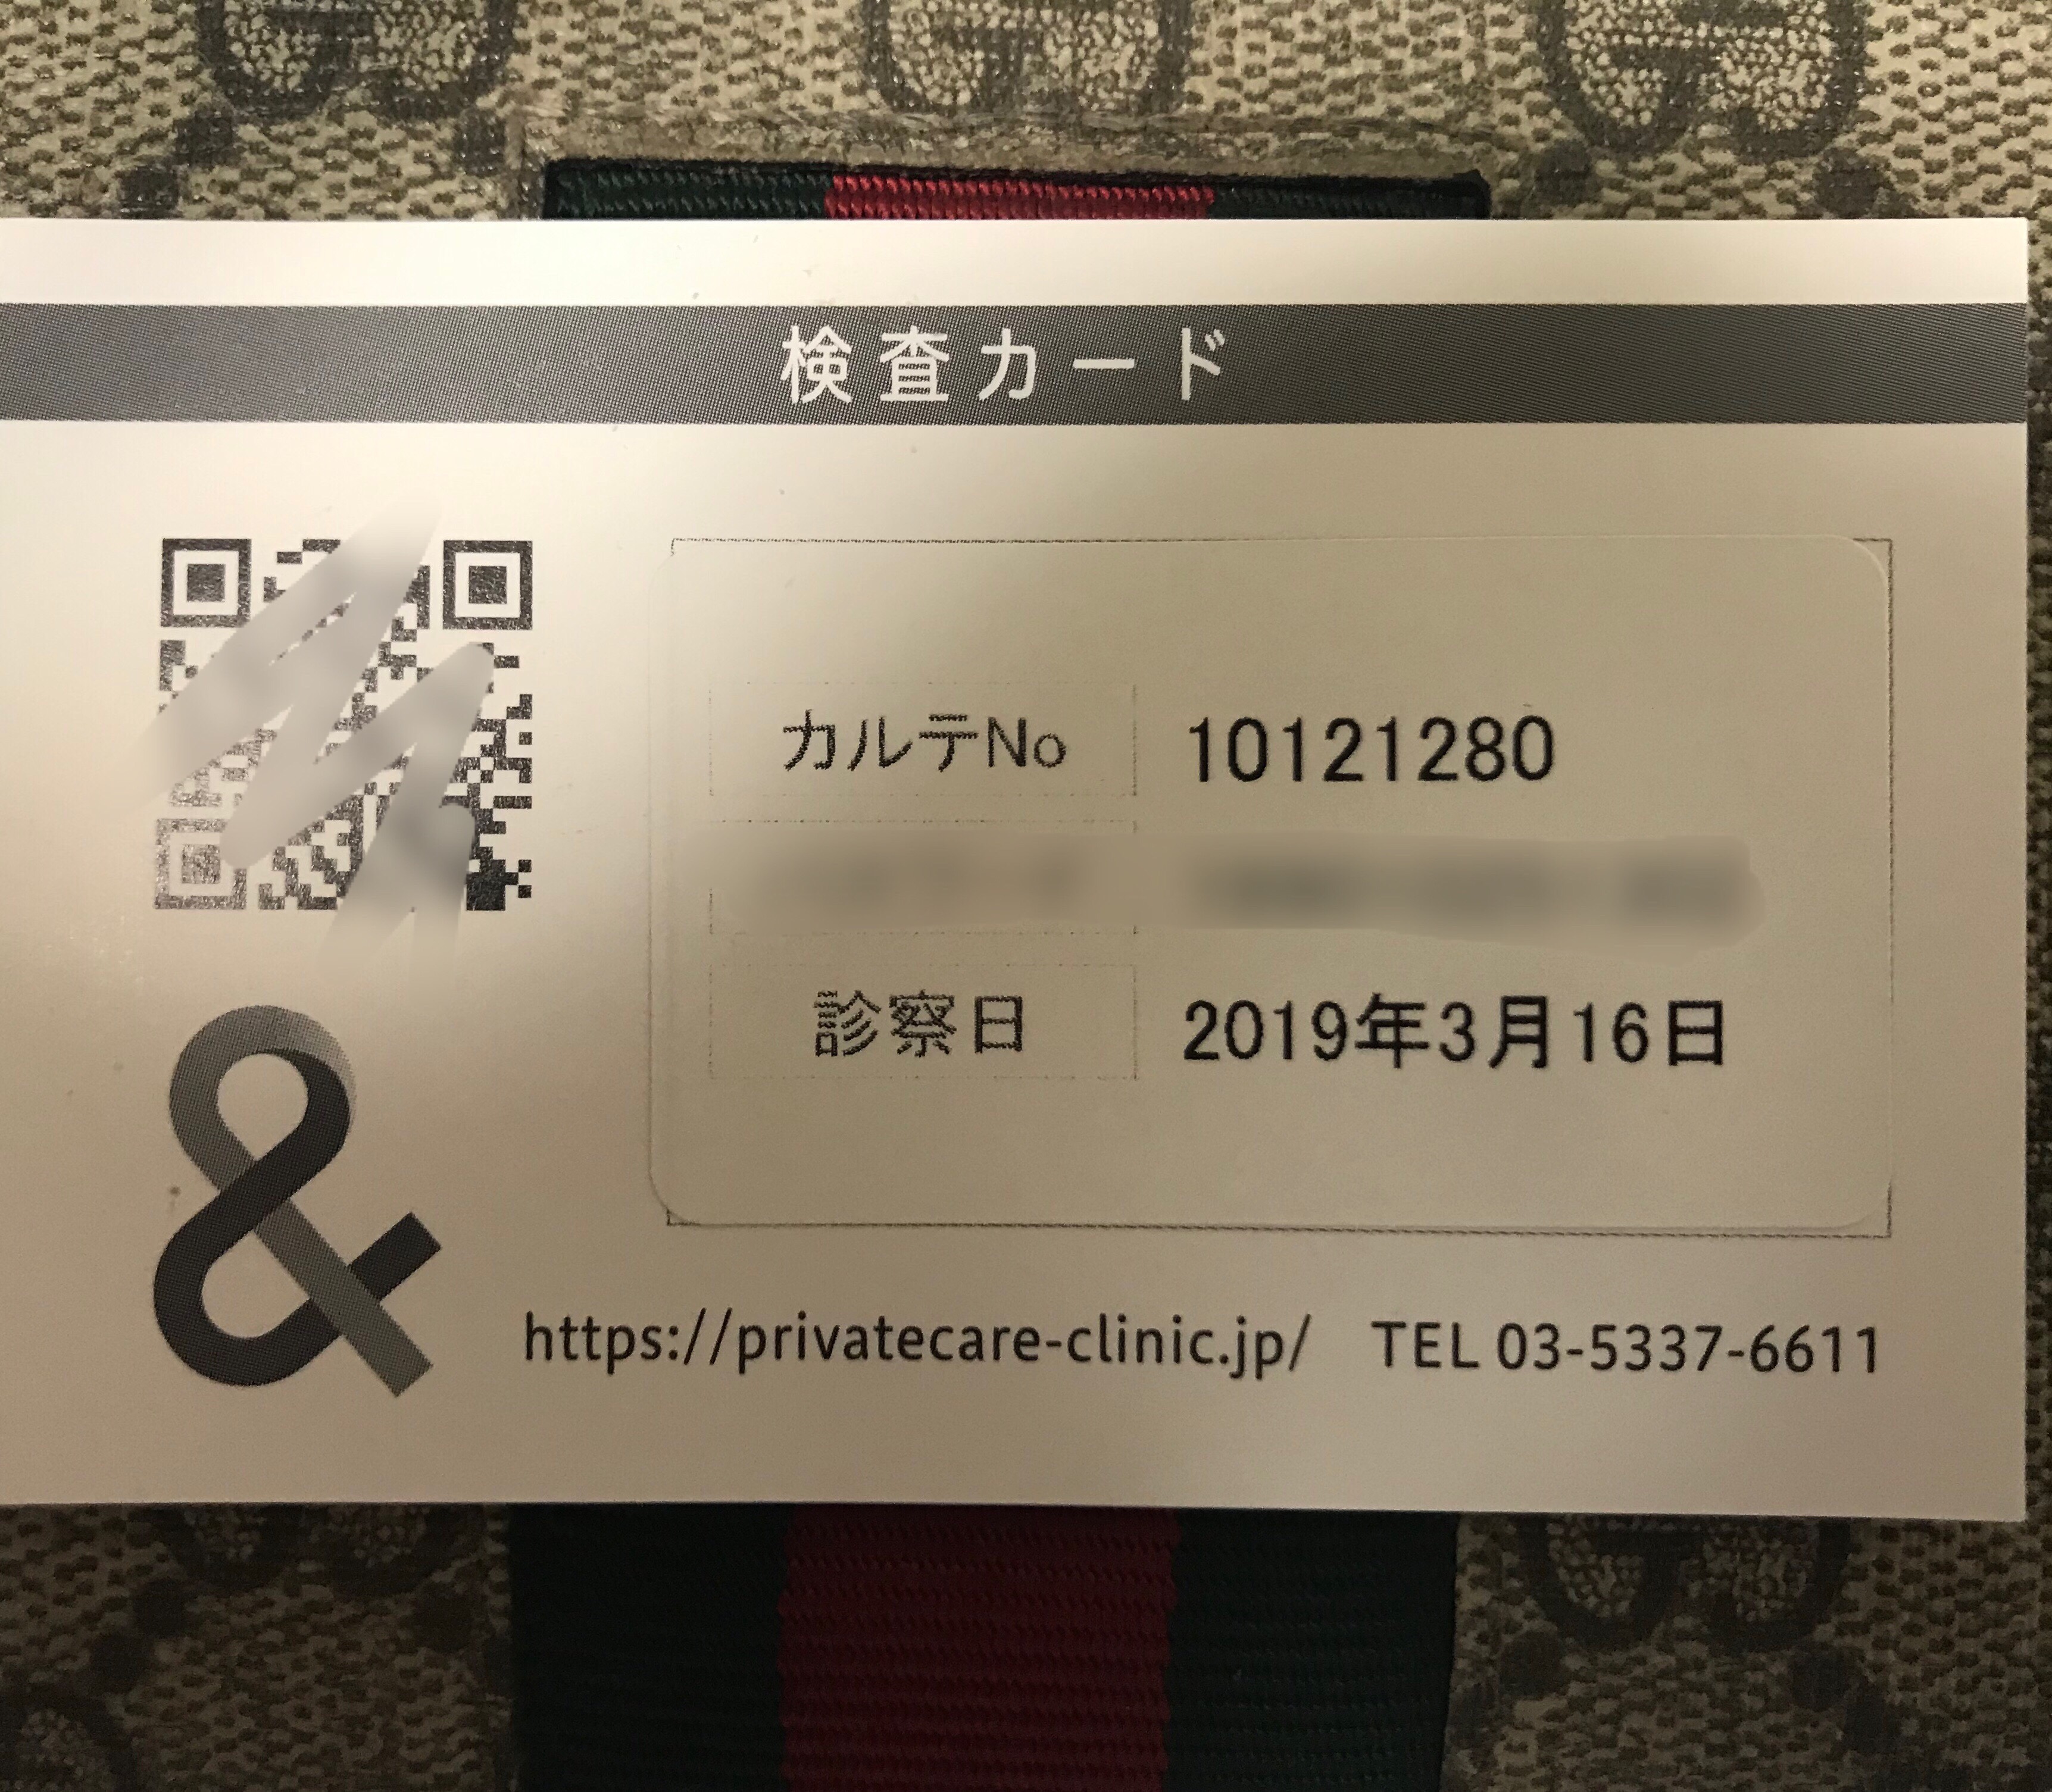 検査カード
カルテNo 10121280
診察日 2019年3月16日
&
https://privatecare-clinic.jp/ TEL 03-5337-6611